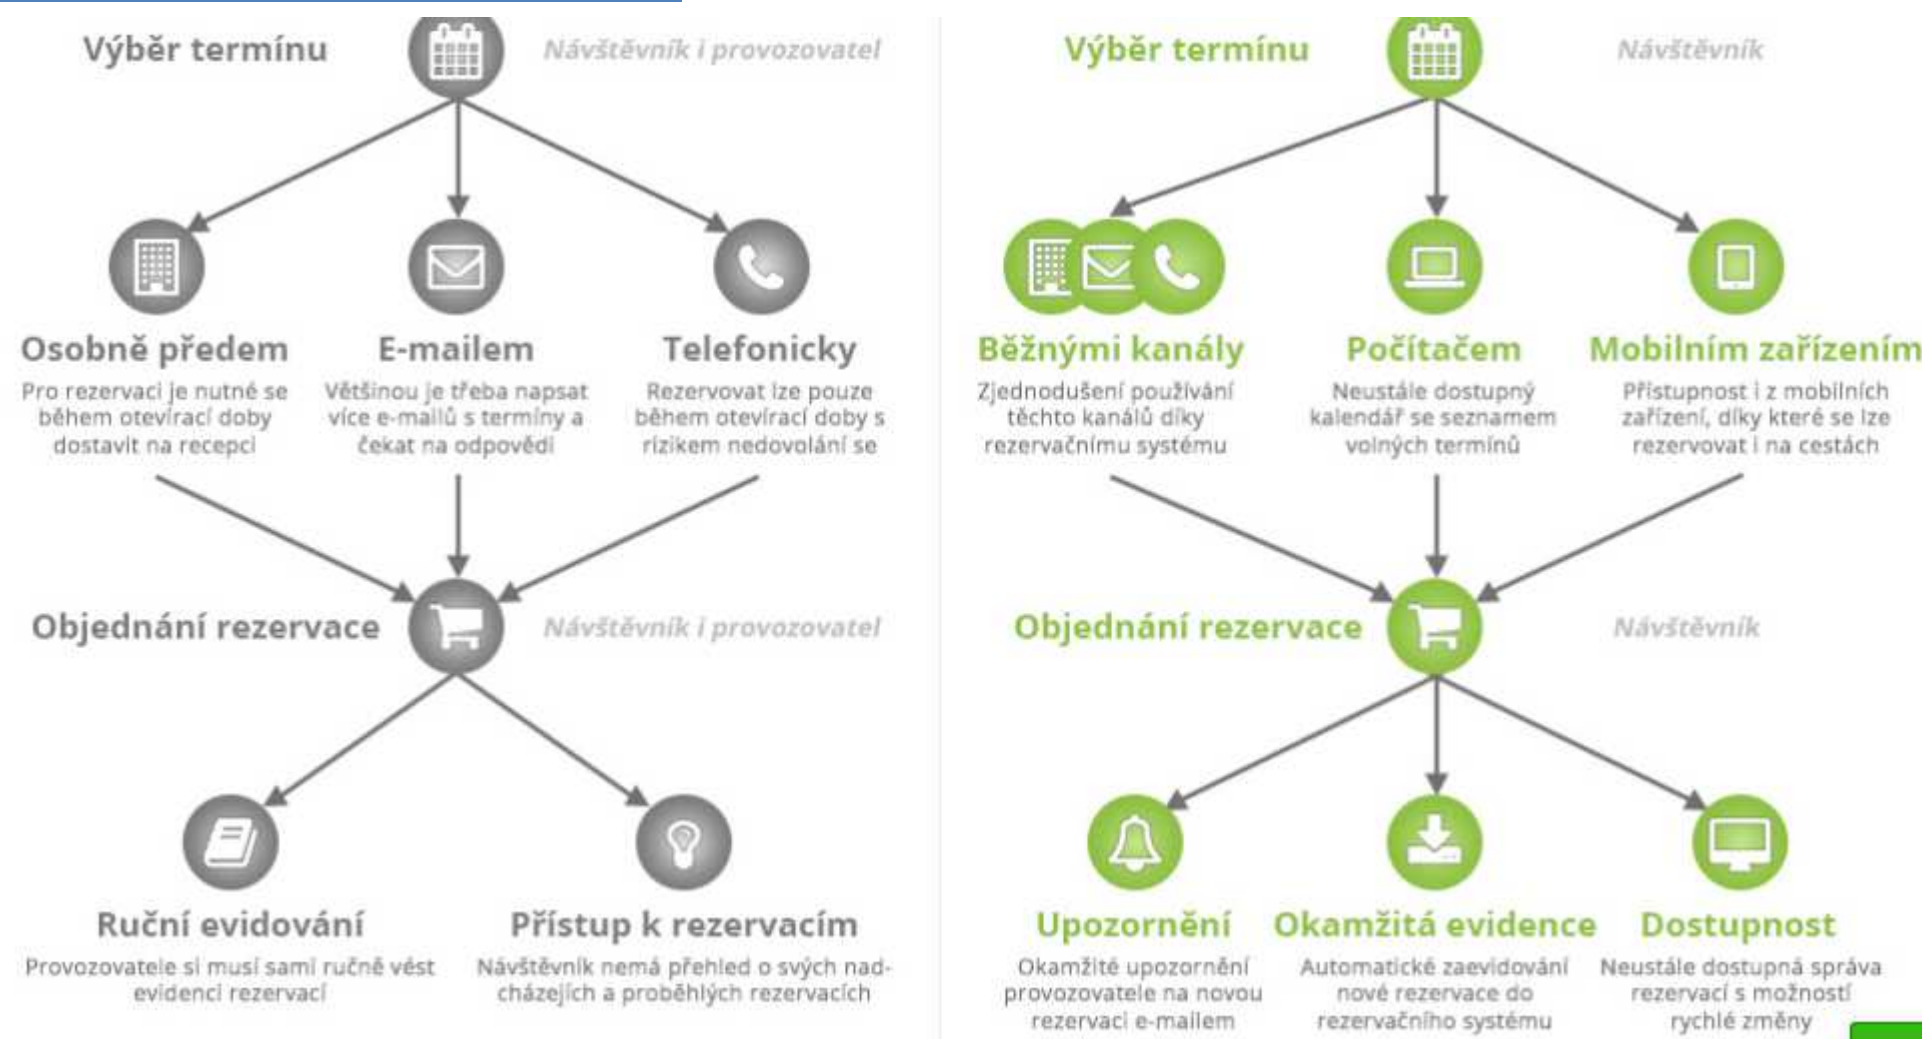 Výběr termínu
Návštěvník i provozovatel
Osobně předem
Pro rezervaci je nutné se
během otevírací doby
dostavit na recepci
E-mailem
Většinou je třeba napsat
více e-mailů s termíny a
čekat na odpovědi
Telefonicky
Rezervovat lze pouze
během otevírací doby s
rizikem nedovolání se
Objednání rezervace
Návštěvník i provozovatel
Ruční evidování
Provozovatele si musí sami ručně vést
evidenci rezervací
Přístup k rezervacím
Návštěvník nemá přehled o svých nad-
cházejích a proběhlých rezervacích
Výběr termínu
Návštěvník
Běžnými kanály
Zjednodušení používání
těchto kanálů díky
rezervačnímu systému
Počítačem
Neustále dostupný
kalendář se seznamem
volných termínů
Mobilním zařízením
Přístupnost i z mobilních
zařízení, díky které se lze
rezervovat i na cestách
Objednání rezervace
Návštěvník
Upozornění
Okamžité upozornění
provozovatele na novou
rezervaci e-mailem
Okamžitá evidence
Automatické zaevidování
nové rezervace do
rezervačního systému
Dostupnost
Neustále dostupná správa
rezervací s možností
rychlé změny